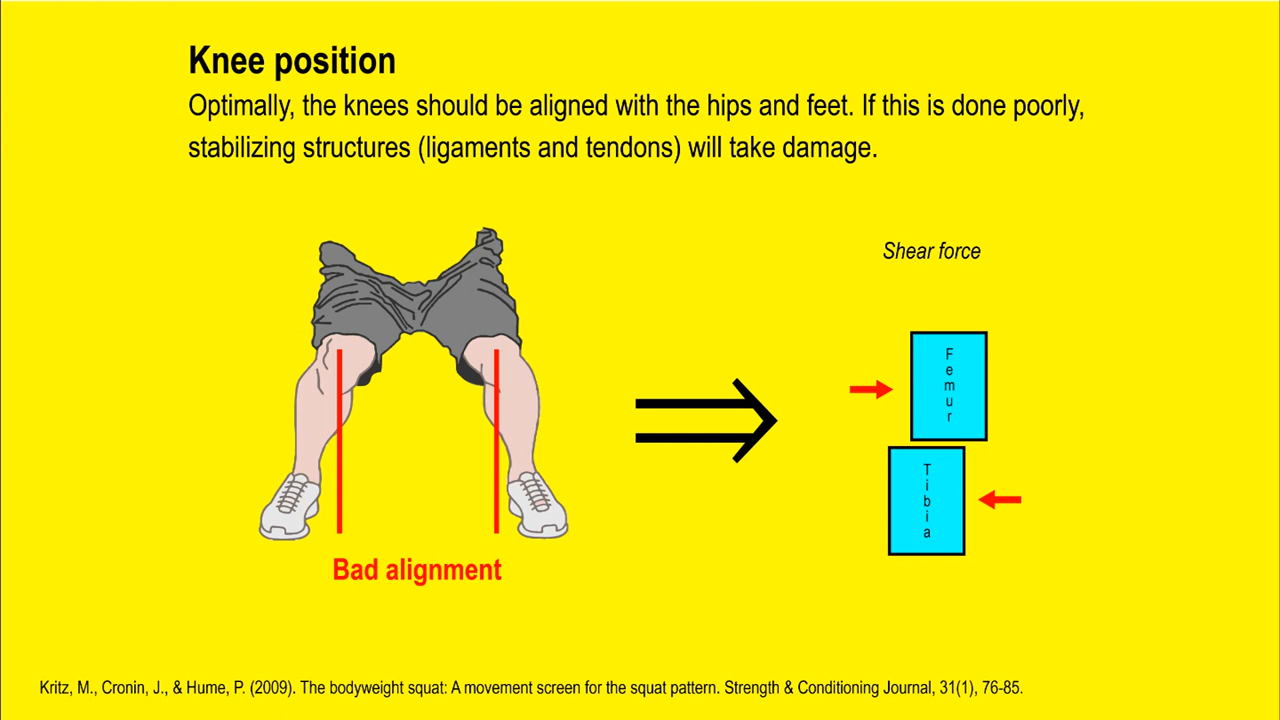 Knee position
Optimally, the knees should be aligned with the hips and feet. If this is done poorly,
stabilizing structures (ligaments and tendons) will take damage.
Shear force
Femur
Tibia
Bad alignment
Kritz, M., Cronin, J., & Hume, P. (2009). The bodyweight squat: A movement screen for the squat pattern. Strength & Conditioning Journal, 31(1), 76-85.